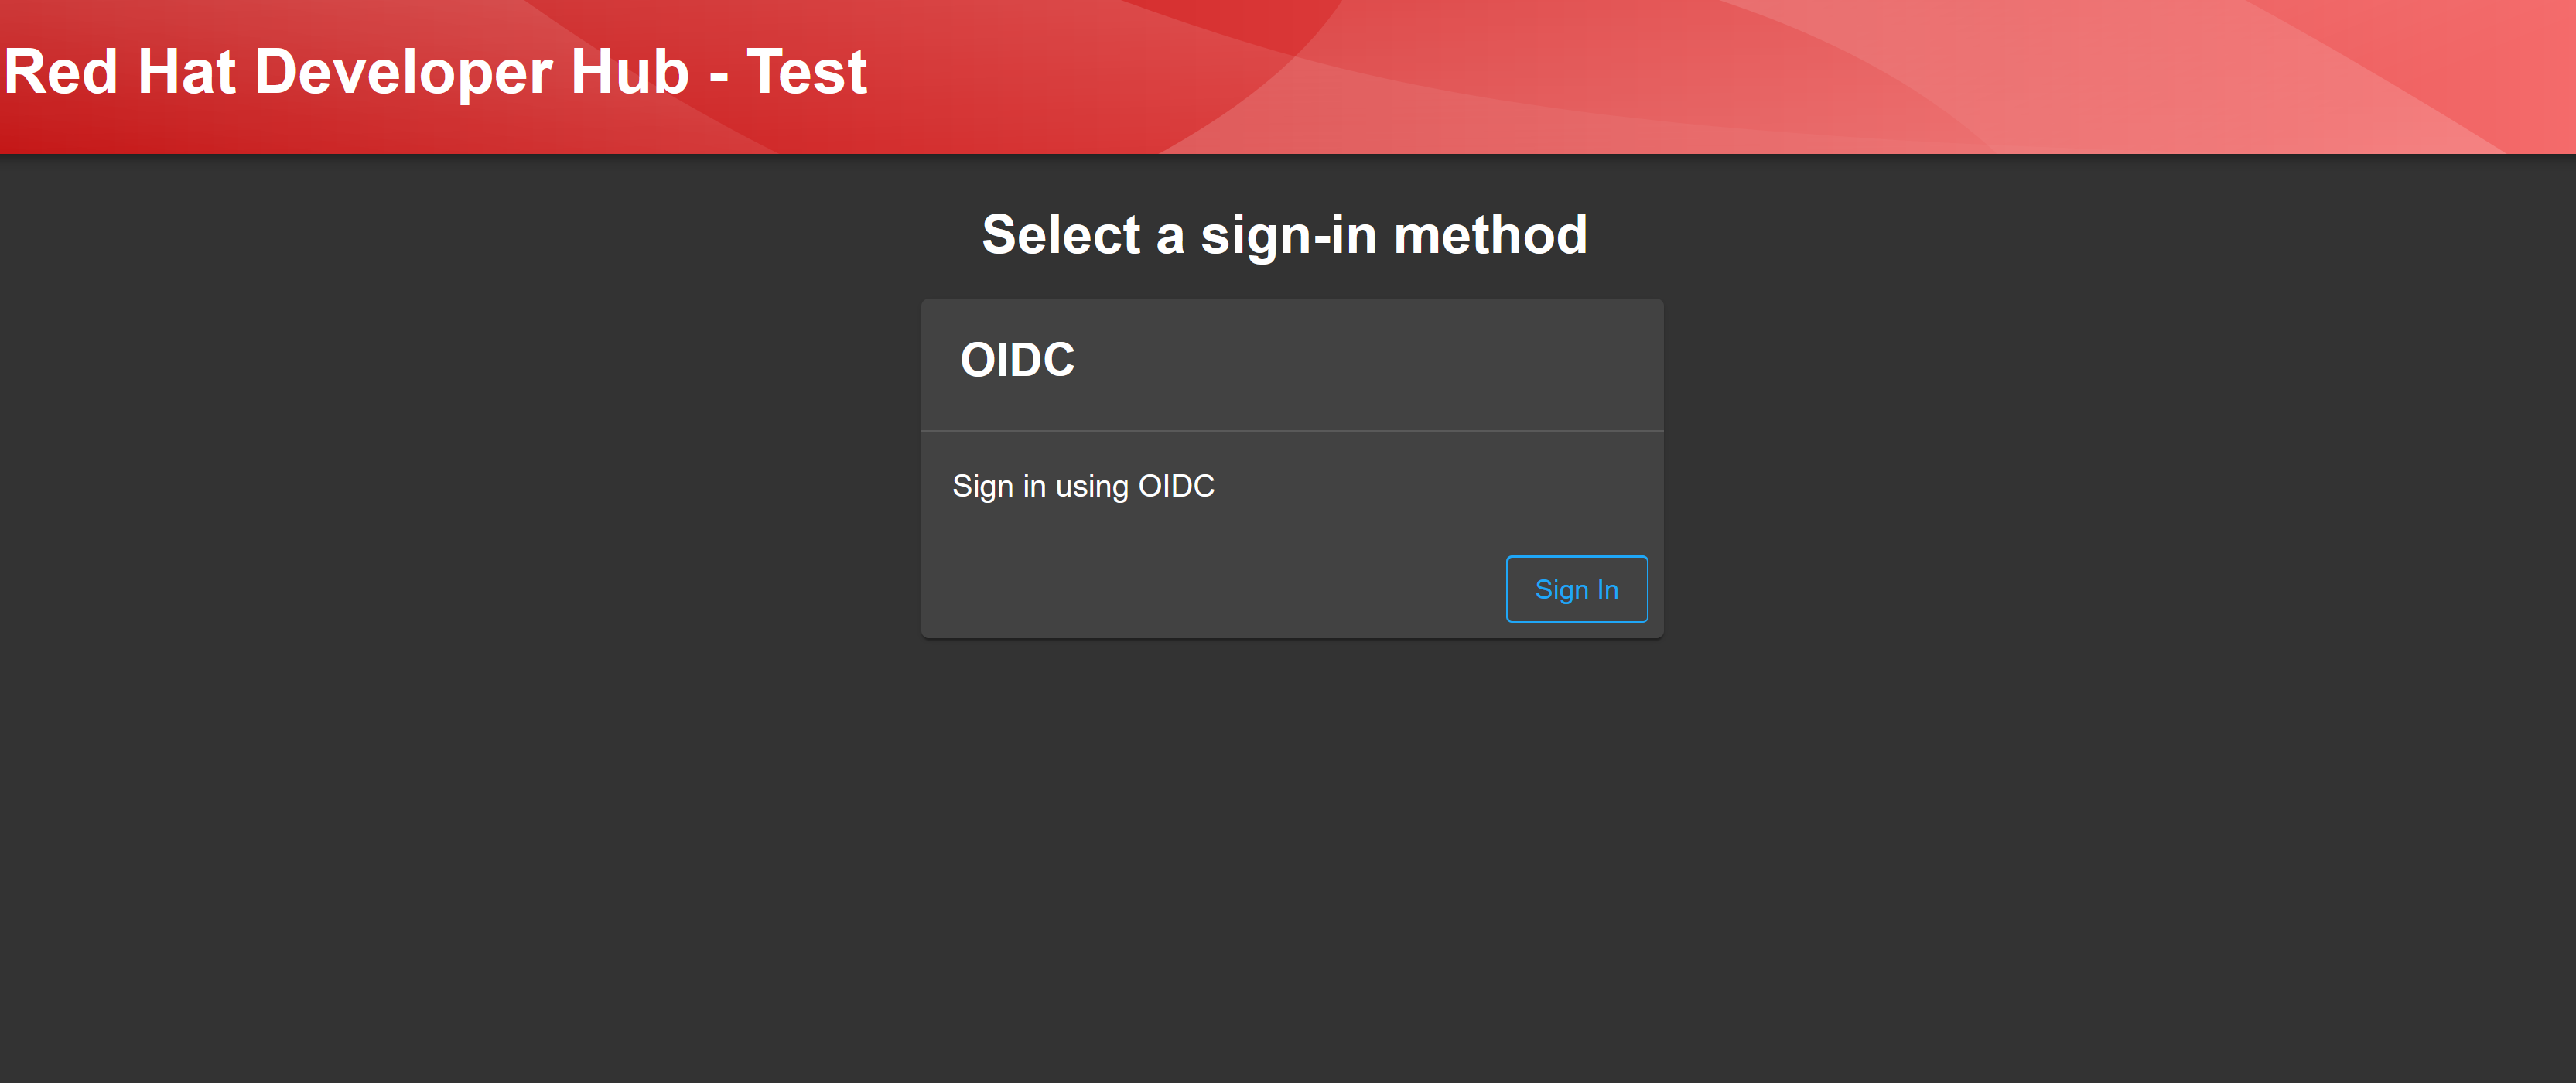 Red Hat Developer Hub - Test
Select a sign-in method
OIDC
Sign in using OIDC
Sign In